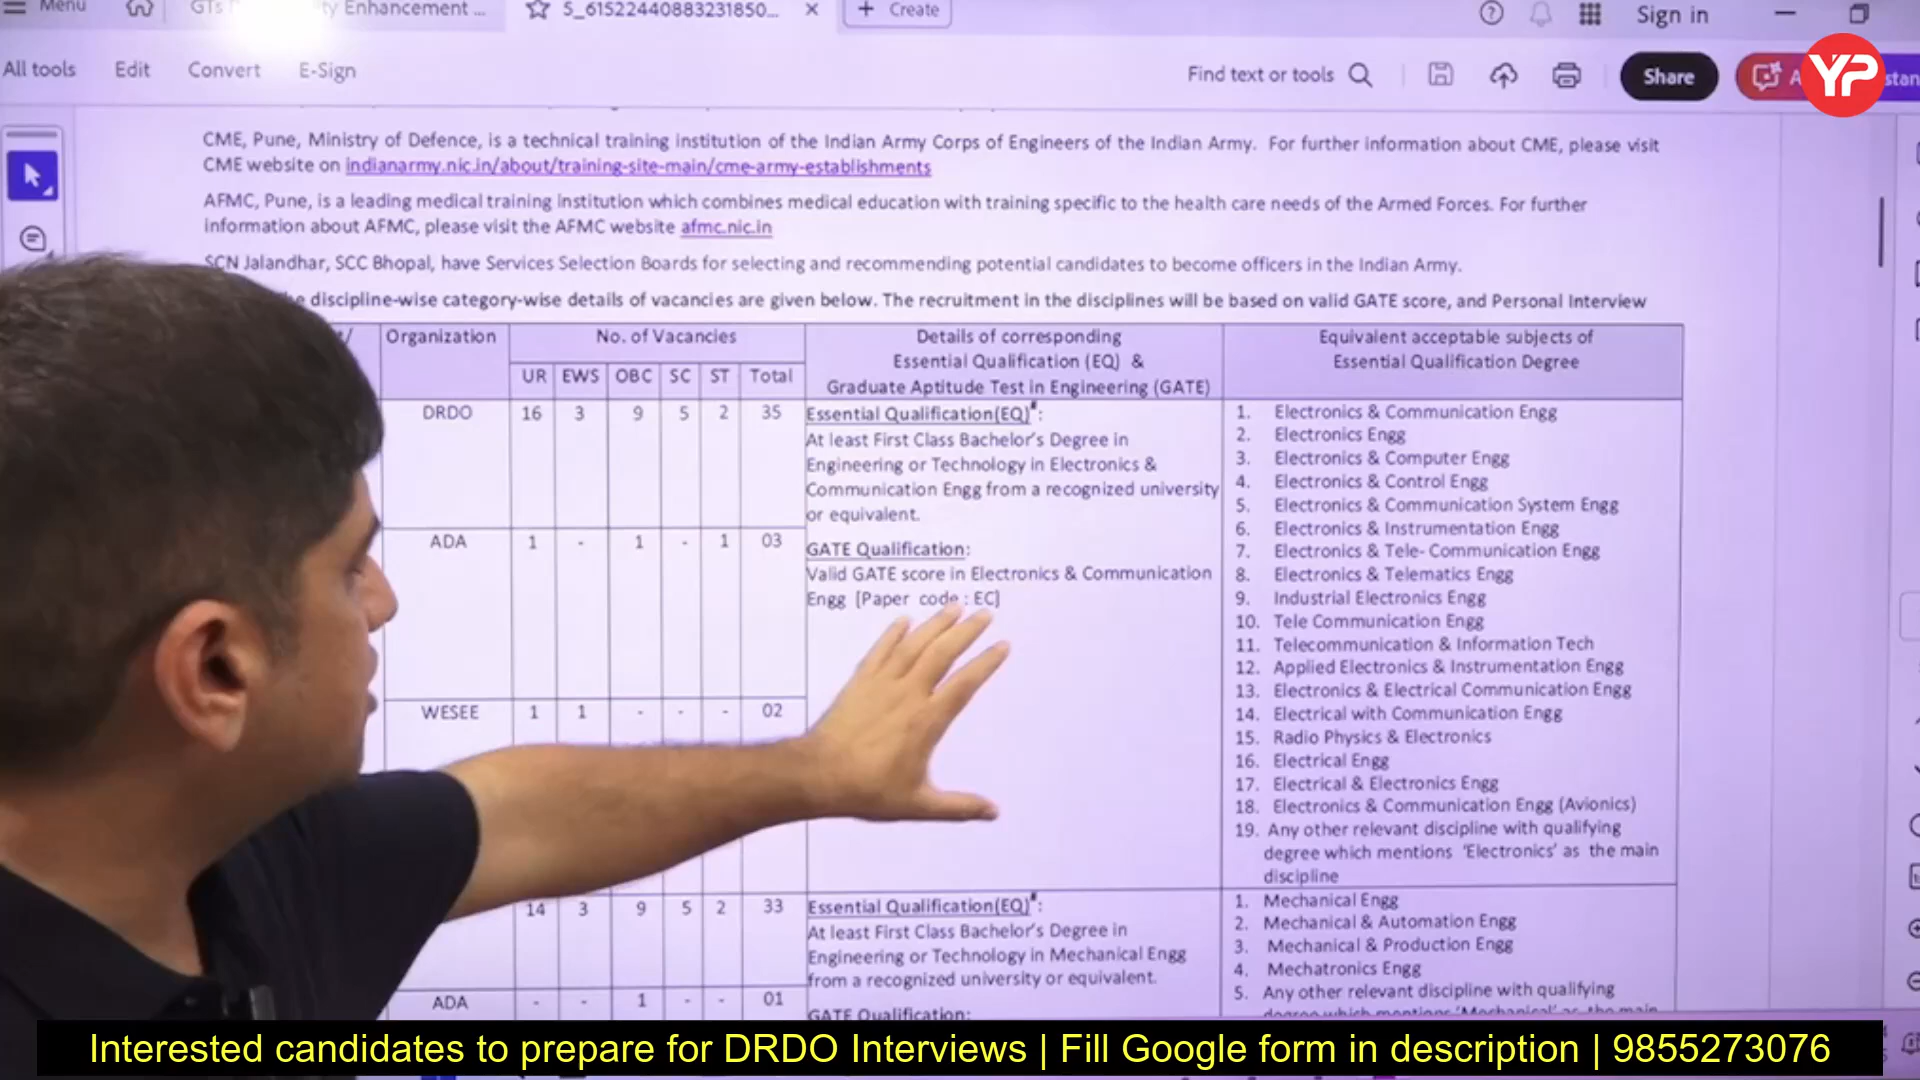 Menu
GTs
y Enhancement ...
5_61522440883231850...
+ Create
Sign in
All tools
Edit
Convert
E-Sign
Find text or tools
Share
YP
CME, Pune, Ministry of Defence, is a technical training institution of the Indian Army Corps of Engineers of the Indian Army. For further information about CME, please visit
CME website on indianarmy.nic.in/about/training-site-main/cme-army-establishments
AFMC, Pune, is a leading medical training institution which combines medical education with training specific to the health care needs of the Armed Forces. For further
information about AFMC, please visit the AFMC website afmc.nic.in
SCN Jalandhar, SCC Bhopal, have Services Selection Boards for selecting and recommending potential candidates to become officers in the Indian Army.
discipline-wise category-wise details of vacancies are given below. The recruitment in the disciplines will be based on valid GATE score, and Personal Interview
Organization
No. of Vacancies
UR EWS OBC SC ST Total
Details of corresponding
Essential Qualification (EQ) &
Graduate Aptitude Test in Engineering (GATE)
Equivalent acceptable subjects of
Essential Qualification Degree
DRDO 16 3 9 5 2 35
ADA 1 - 1 - 1 03
WESEE 1 1 - - - 02
Essential Qualification(EQ)#:
At least First Class Bachelor's Degree in
Engineering or Technology in Electronics &
Communication Engg from a recognized university
or equivalent.
GATE Qualification:
Valid GATE score in Electronics & Communication
Engg [Paper code : EC]
1. Electronics & Communication Engg
2. Electronics Engg
3. Electronics & Computer Engg
4. Electronics & Control Engg
5. Electronics & Communication System Engg
6. Electronics & Instrumentation Engg
7. Electronics & Tele- Communication Engg
8. Electronics & Telematics Engg
9. Industrial Electronics Engg
10. Tele Communication Engg
11. Telecommunication & Information Tech
12. Applied Electronics & Instrumentation Engg
13. Electronics & Electrical Communication Engg
14. Electrical with Communication Engg
15. Radio Physics & Electronics
16. Electrical Engg
17. Electrical & Electronics Engg
18. Electronics & Communication Engg (Avionics)
19. Any other relevant discipline with qualifying
degree which mentions 'Electronics' as the main
discipline
14 3 9 5 2 33
ADA - - 1 - - 01
Essential Qualification(EQ)#:
At least First Class Bachelor's Degree in
Engineering or Technology in Mechanical Engg
from a recognized university or equivalent.
GATE Qualification:
1. Mechanical Engg
2. Mechanical & Automation Engg
3. Mechanical & Production Engg
4. Mechatronics Engg
5. Any other relevant discipline with qualifying
degree which mentions 'Mechanical' as the main
Interested candidates to prepare for DRDO Interviews | Fill Google form in description | 9855273076